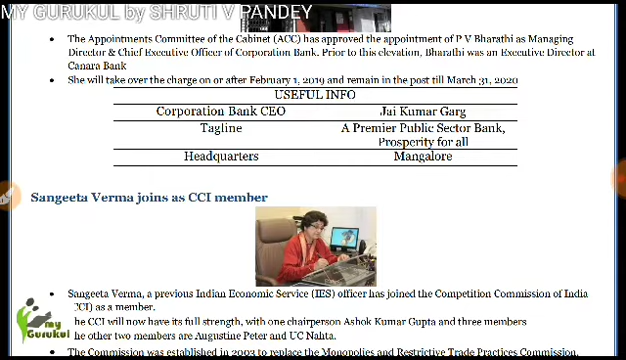 MY GURUKUL by SHRUTI V PANDEY
• The Appointments Committee of the Cabinet (ACC) has approved the appointment of P V Bharathi as Managing
Director & Chief Executive Officer of Corporation Bank. Prior to this elevation, Bharathi was an Executive Director at
Canara Bank
• She will take over the charge on or after February 1, 2019 and remain in the post till March 31, 2020
USEFUL INFO
Corporation Bank CEO Jai Kumar Garg
Tagline A Premier Public Sector Bank,
Prosperity for all
Headquarters Mangalore
Sangeeta Verma joins as CCI member
• Sangeeta Verma, a previous Indian Economic Service (IES) officer has joined the Competition Commission of India
CCI) as a member.
he CCI will now have its full strength, with one chairperson Ashok Kumar Gupta and three members
he other two members are Augustine Peter and UC Nahta.
my
Gurukul
• The Commission was established in 2003 to replace the Monopolies and Restrictive Trade Practices Commission,